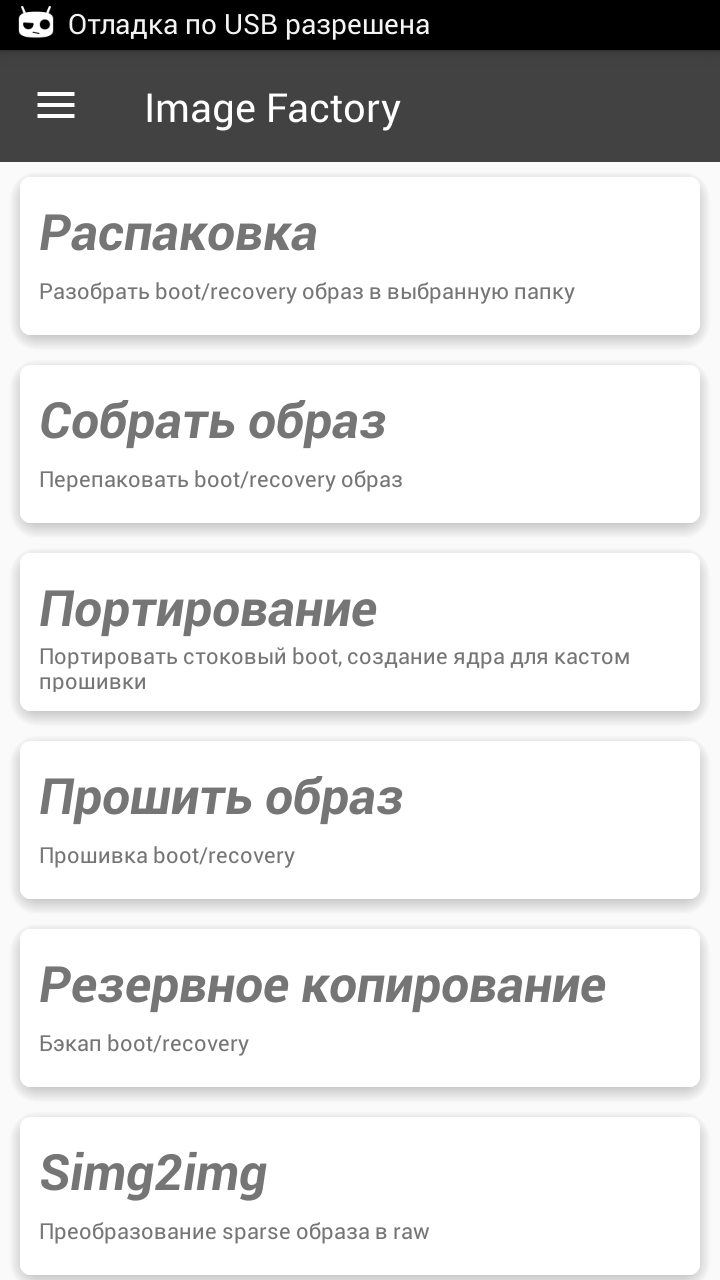 Отладка по USB разрешена
Image Factory
Распаковка
Разобрать boot/recovery образ в выбранную папку
Собрать образ
Перепаковать boot/recovery образ
Портирование
Портировать стоковый boot, создание ядра для кастом
прошивки
Прошить образ
Прошивка boot/recovery
Резервное копирование
Бэкап boot/recovery
Simg2img
Преобразование sparse образа в raw